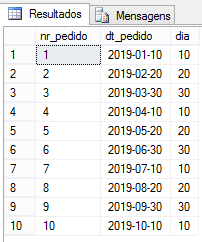 Resultados Mensagens
nr_pedido dt_pedido dia
1 1 2019-01-10 10
2 2 2019-02-20 20
3 3 2019-03-30 30
4 4 2019-04-10 10
5 5 2019-05-20 20
6 6 2019-06-30 30
7 7 2019-07-10 10
8 8 2019-08-20 20
9 9 2019-09-30 30
10 10 2019-10-10 10